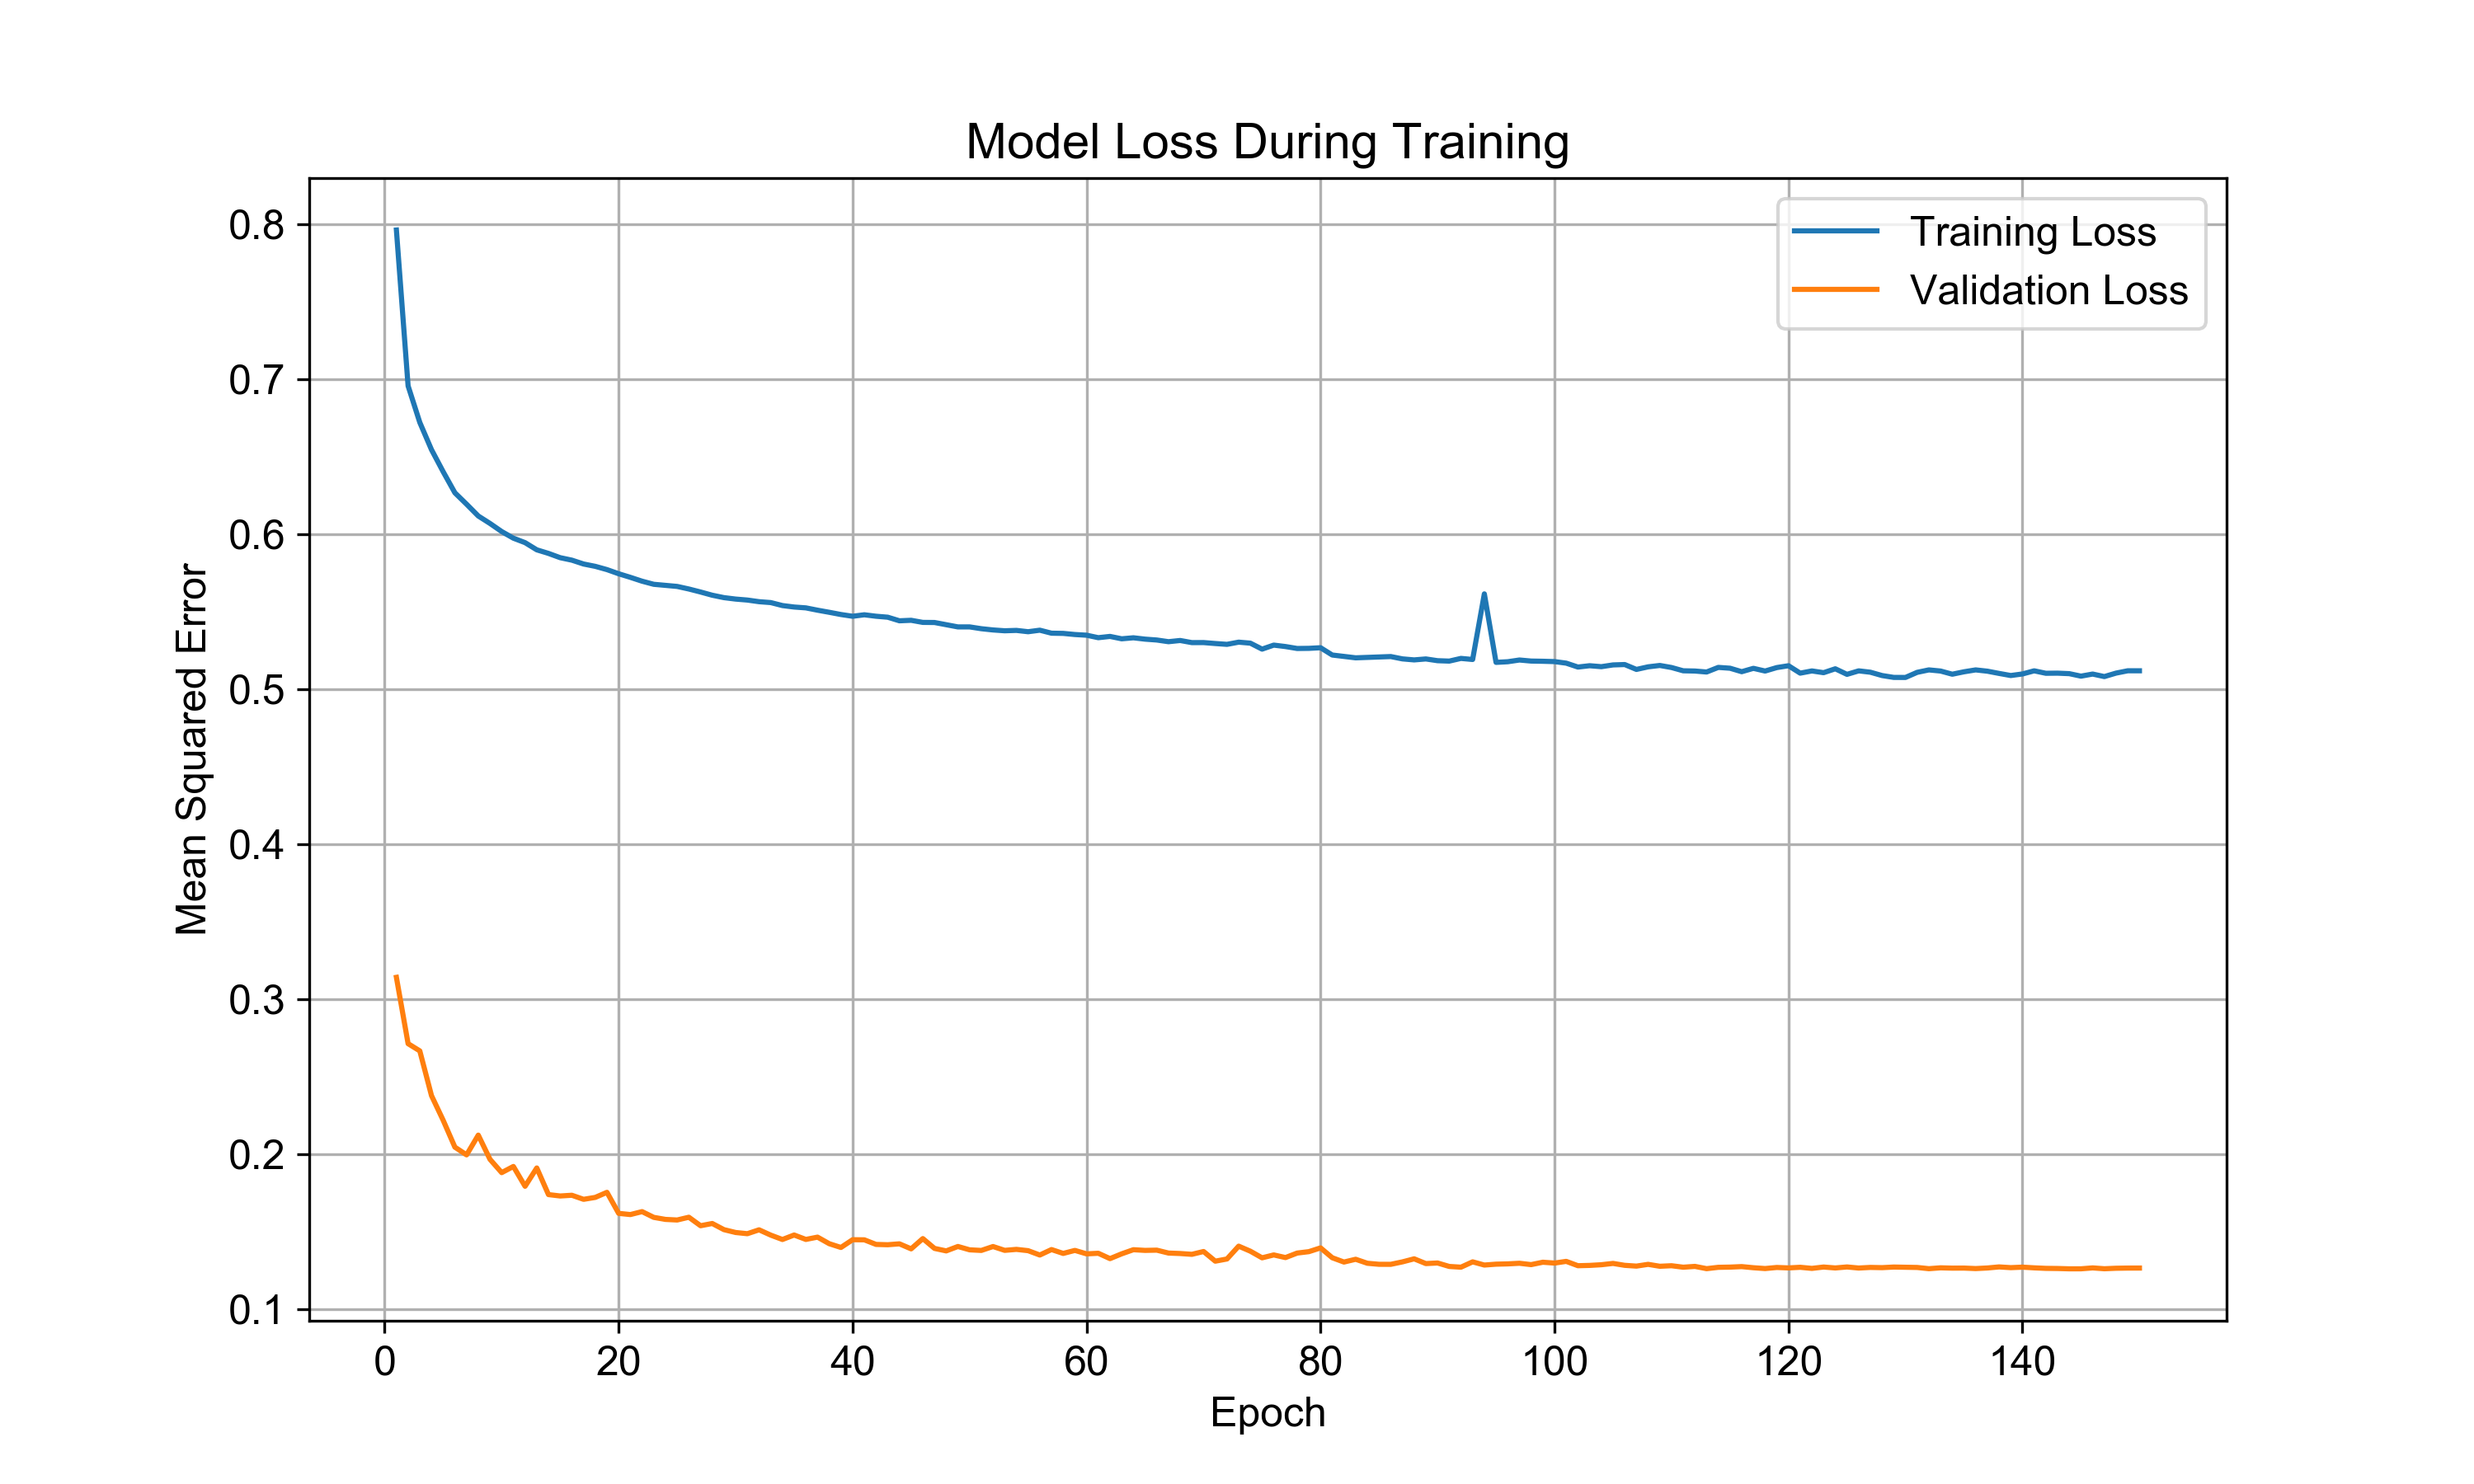 Model Loss During Training
Training Loss
Validation Loss
Mean Squared Error
0.8
0.7
0.6
0.5
0.4
0.3
0.2
0.1
0 20 40 60 80 100 120 140
Epoch